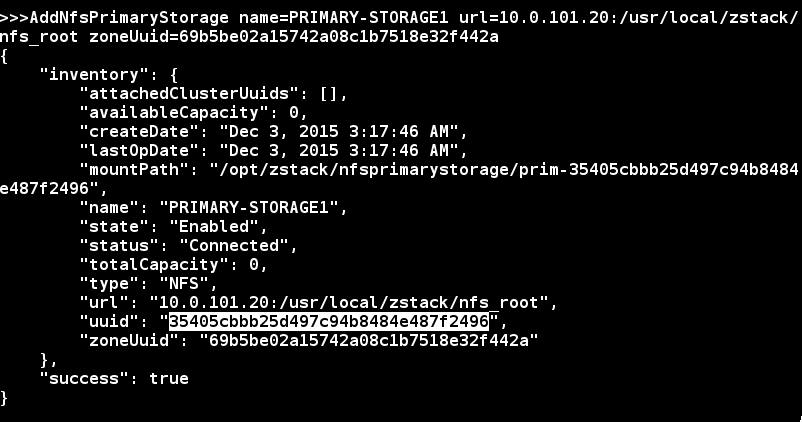 >>>AddNfsPrimaryStorage name=PRIMARY-STORAGE1 url=10.0.101.20:/usr/local/zstack/
nfs_root zoneUuid=69b5be02a15742a08c1b7518e32f442a
{
    "inventory": {
        "attachedClusterUuids": [],
        "availableCapacity": 0,
        "createDate": "Dec 3, 2015 3:17:46 AM",
        "lastOpDate": "Dec 3, 2015 3:17:46 AM",
        "mountPath": "/opt/zstack/nfsprimarystorage/prim-35405cbbb25d497c94b8484
e487f2496",
        "name": "PRIMARY-STORAGE1",
        "state": "Enabled",
        "status": "Connected",
        "totalCapacity": 0,
        "type": "NFS",
        "url": "10.0.101.20:/usr/local/zstack/nfs_root",
        "uuid": "35405cbbb25d497c94b8484e487f2496",
        "zoneUuid": "69b5be02a15742a08c1b7518e32f442a"
    },
    "success": true
}